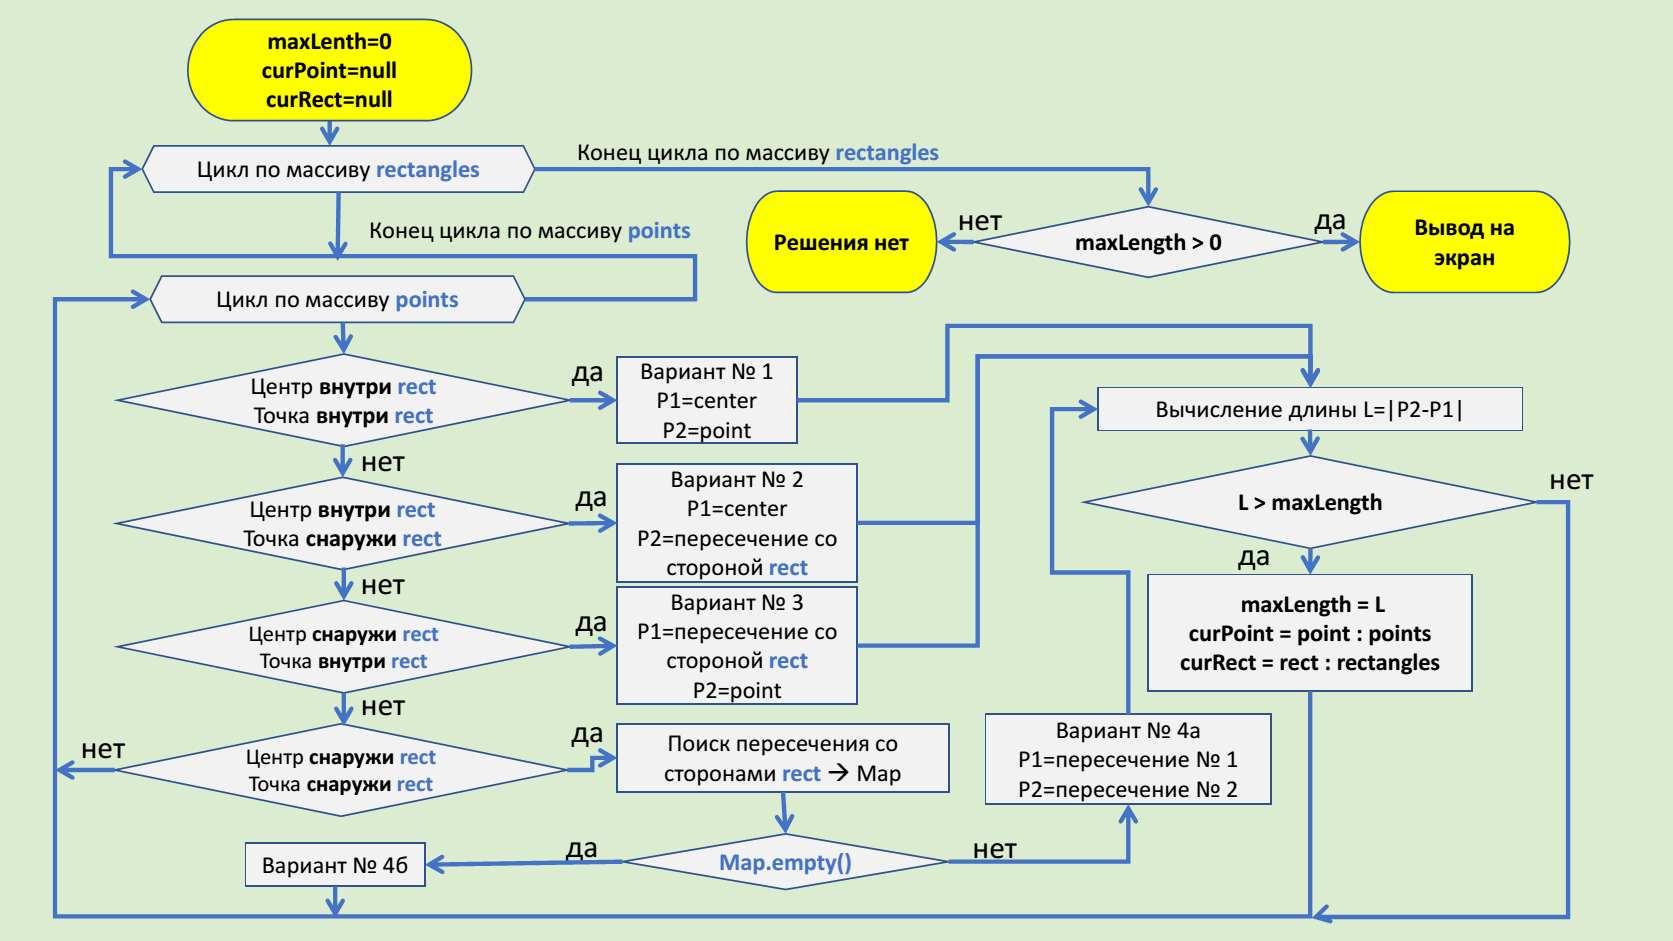 maxLenth=0
curPoint=null
curRect=null
Цикл по массиву rectangles
Конец цикла по массиву rectangles
Конец цикла по массиву points
Решения нет
нет
maxLength > 0
да
Вывод на
экран
Цикл по массиву points
Центр внутри rect
Точка внутри rect
да
Вариант № 1
P1=center
P2=point
Вычисление длины L=|P2-P1|
нет
Центр внутри rect
Точка снаружи rect
да
Вариант № 2
P1=center
P2=пересечение со
стороной rect
L > maxLength
нет
да
нет
Центр снаружи rect
Точка внутри rect
да
Вариант № 3
P1=пересечение со
стороной rect
P2=point
maxLength = L
curPoint = point : points
curRect = rect : rectangles
нет
нет
Центр снаружи rect
Точка снаружи rect
да
Поиск пересечения со
сторонами rect → Map
Вариант № 4а
P1=пересечение № 1
P2=пересечение № 2
Вариант № 4б
да
Map.empty()
нет